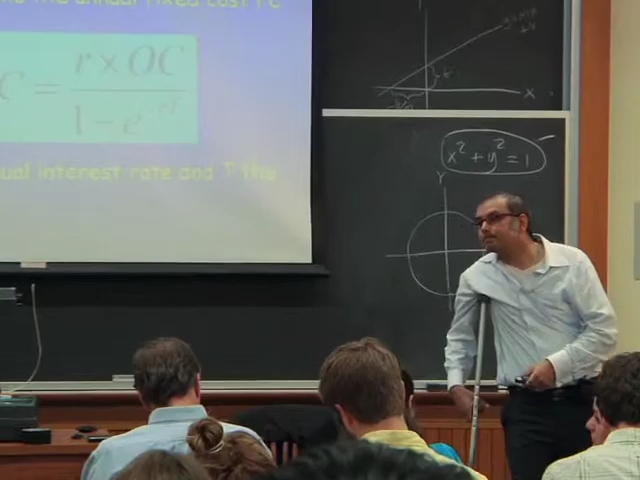 the annual fixed cost FC
C = r × OC
1 - e
ual interest rate and T the
X
x² + y² = 1
Y